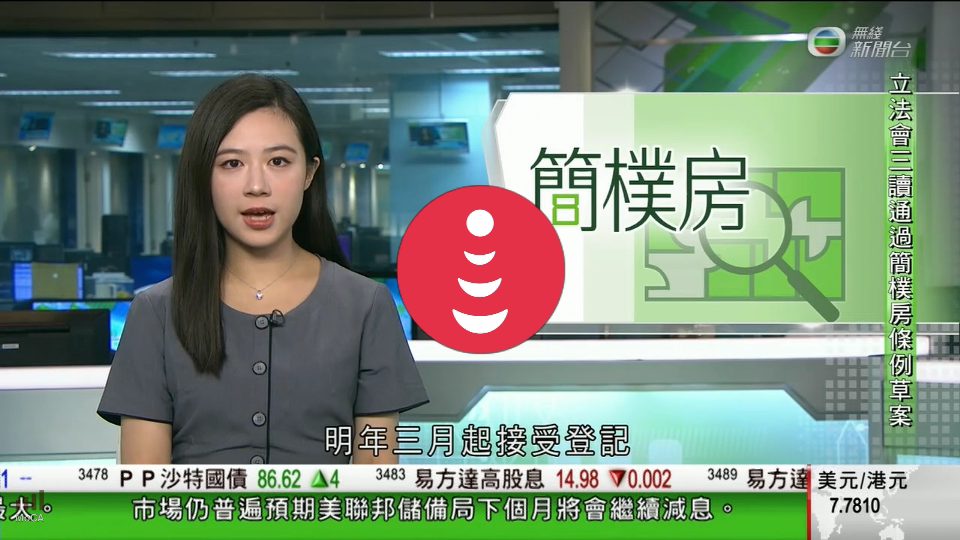 無綫
新聞台
立法會三讀通過簡樸房條例草案
簡樸房
明年三月起接受登記
1 -- 3478 P P 沙特國債 86.62 ▲4 3483 易方達高股息 14.98 ▼0.002 3489 易方達
美元/港元
7.7810
最大。 市場仍普遍預期美聯邦儲備局下個月將會繼續減息。